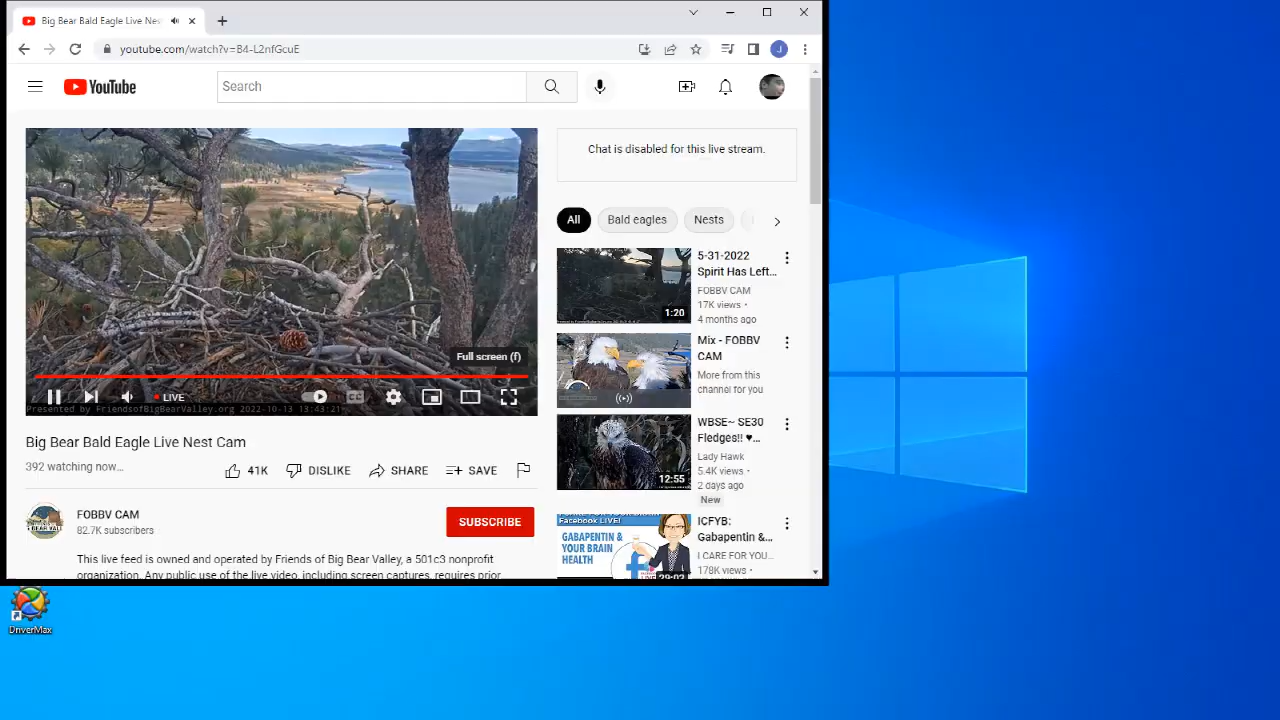 Big Bear Bald Eagle Live Nes
youtube.com/watch?v=B4-L2nfGcuE
J
YouTube
Search
Chat is disabled for this live stream.
All
Bald eagles
Nests
5-31-2022
Spirit Has Left...
FOBBV CAM
17K views •
4 months ago
1:20
Mix - FOBBV
CAM
More from this
channel for you
WBSE~ SE30
Fledges!! ♥...
Lady Hawk
5.4K views •
2 days ago
New
12:55
Facebook LIVE!
GABAPENTIN &
YOUR BRAIN
HEALTH
29:02
ICFYB:
Gabapentin &...
I CARE FOR YOU...
178K views •
Full screen (f)
LIVE
CC
Presented by FriendsofBigBearValley.org 2022-10-13 13:43:21
Big Bear Bald Eagle Live Nest Cam
392 watching now...
41K
DISLIKE
SHARE
SAVE
FOBBV CAM
82.7K subscribers
SUBSCRIBE
This live feed is owned and operated by Friends of Big Bear Valley, a 501c3 nonprofit
organization. Any public use of the live video, including screen captures, requires prior
DriverMax